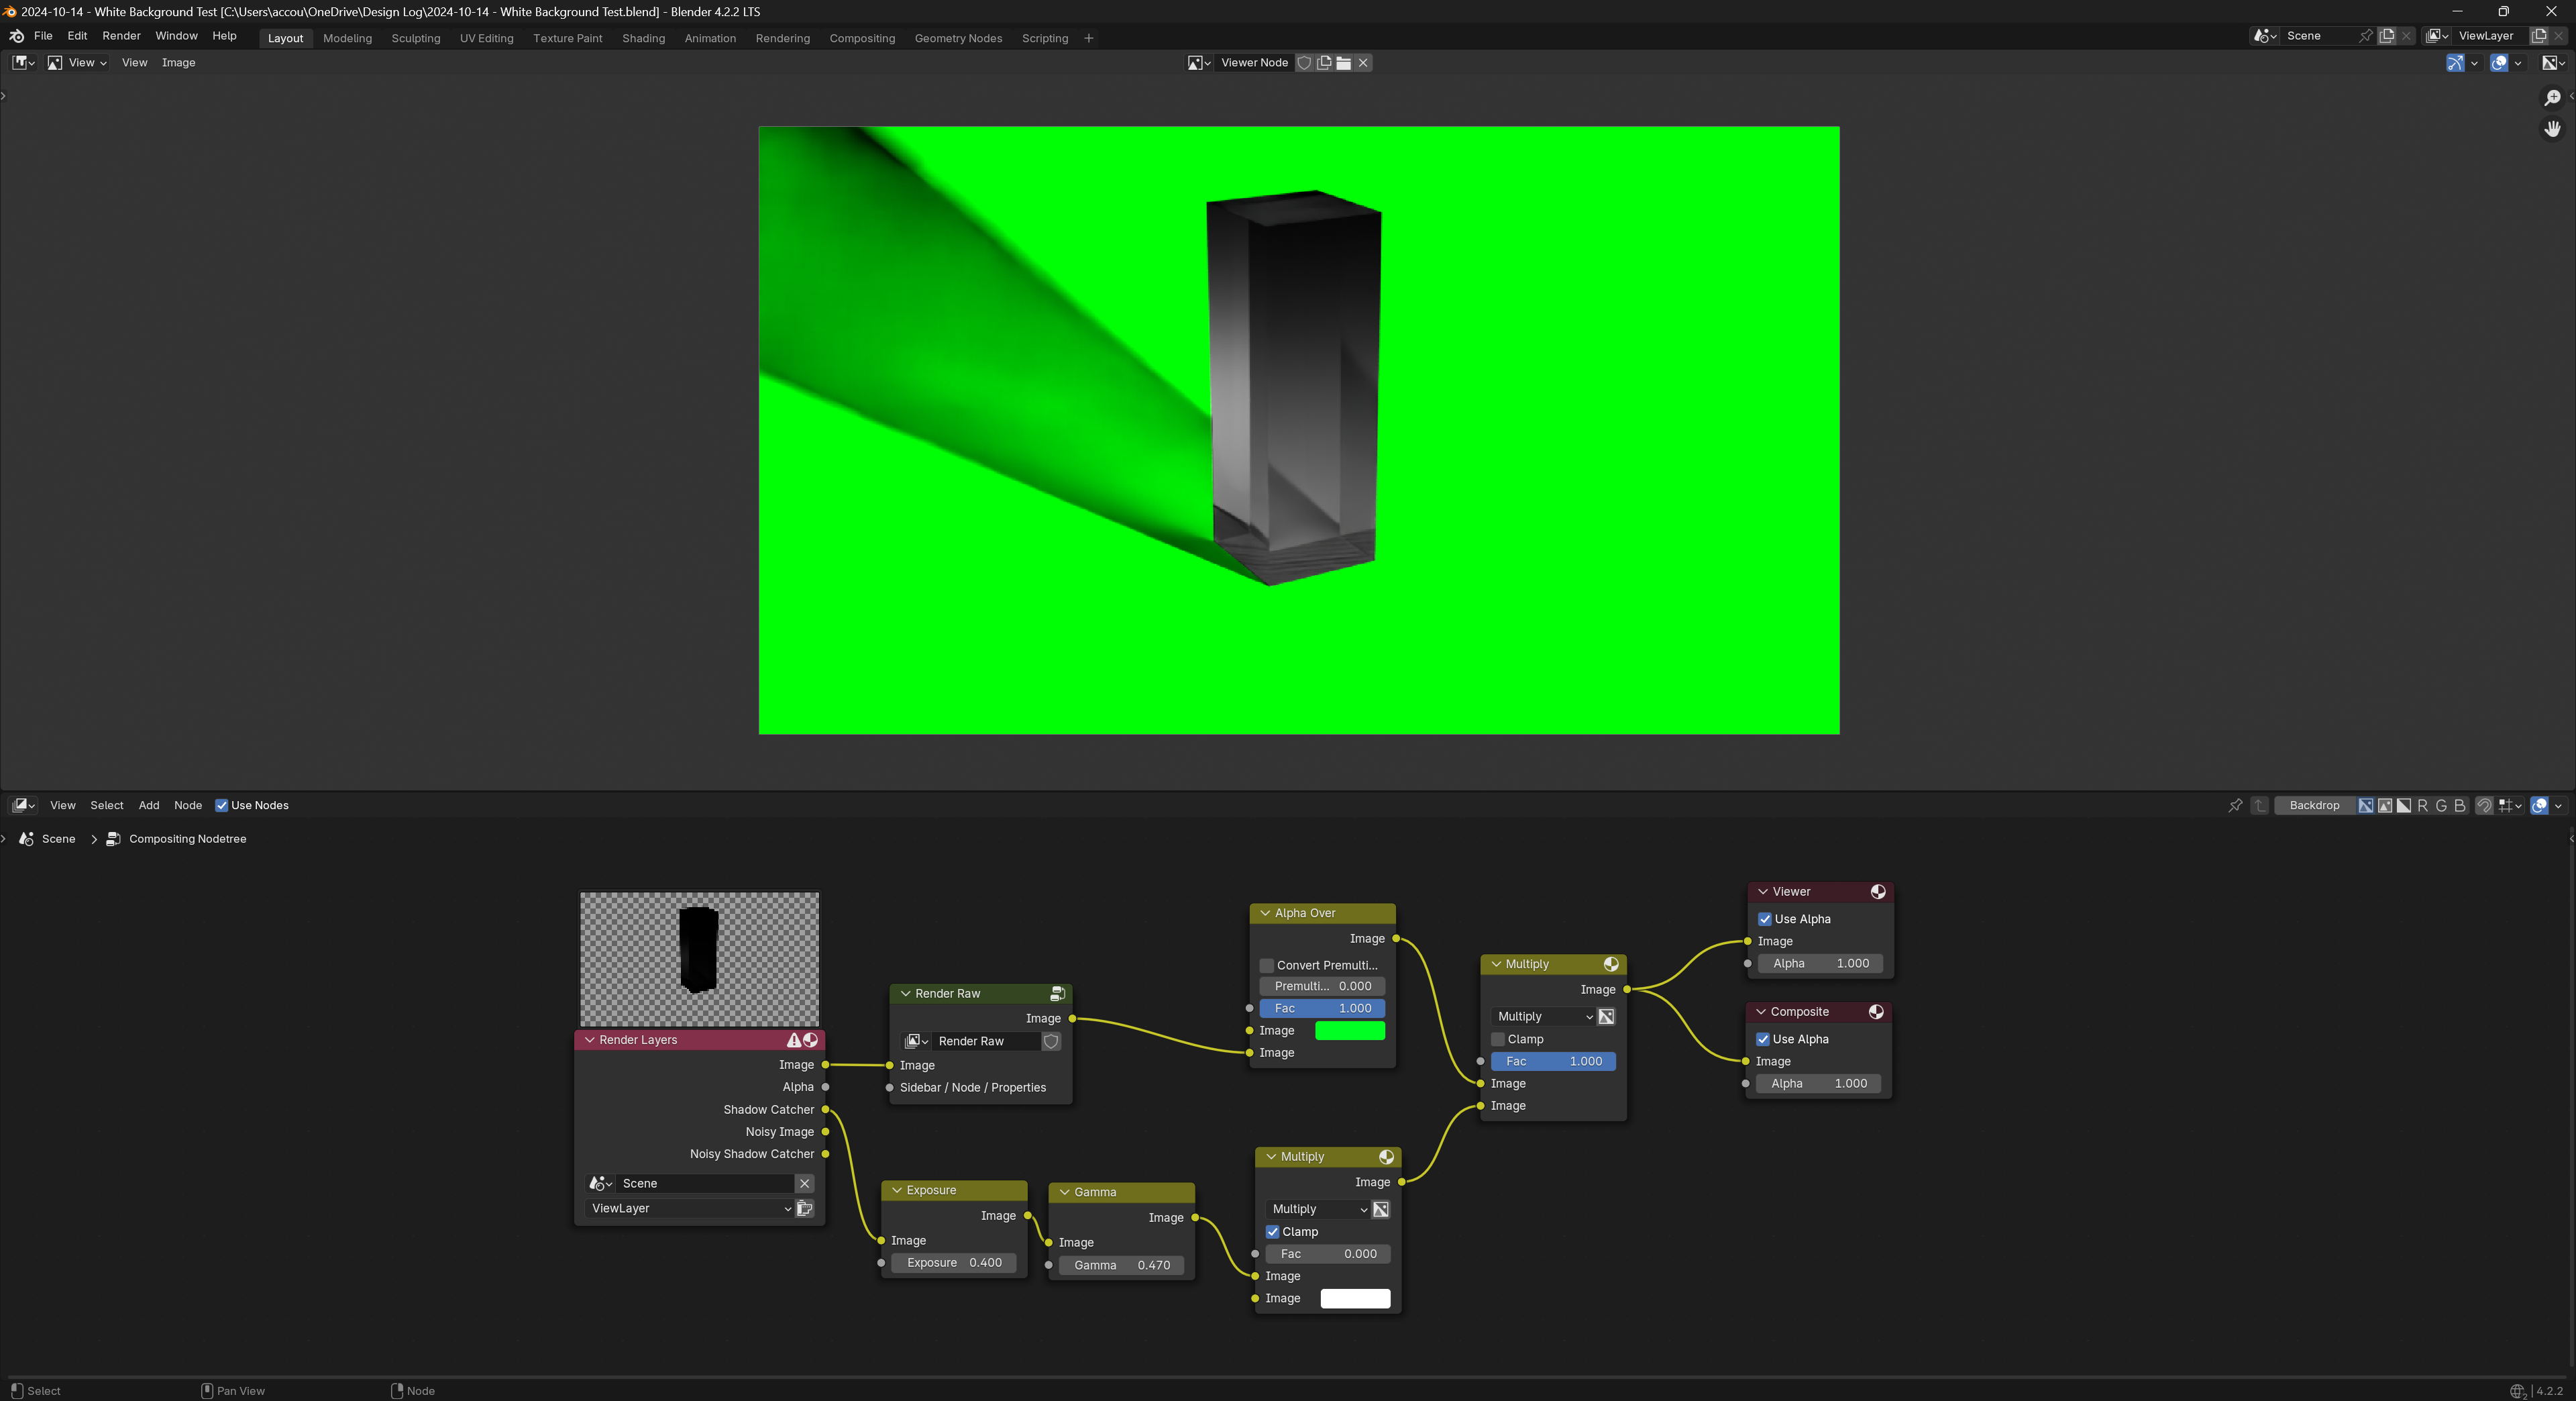 2024-10-14 - White Background Test [C:\Users\accou\OneDrive\Design Log\2024-10-14 - White Background Test.blend] - Blender 4.2.2 LTS
File Edit Render Window Help Layout Modeling Sculpting UV Editing Texture Paint Shading Animation Rendering Compositing Geometry Nodes Scripting + Scene ViewLayer
View View Image Viewer Node
View Select Add Node Use Nodes Backdrop R G B
Scene > Compositing Nodetree
Render Layers
Image
Alpha
Shadow Catcher
Noisy Image
Noisy Shadow Catcher
Scene
ViewLayer
Render Raw
Image
Render Raw
Image
Sidebar / Node / Properties
Exposure
Image
Image
Exposure 0.400
Gamma
Image
Image
Gamma 0.470
Alpha Over
Image
Convert Premulti...
Premulti... 0.000
Fac 1.000
Image
Image
Multiply
Image
Multiply
Clamp
Fac 0.000
Image
Image
Multiply
Image
Multiply
Clamp
Fac 1.000
Image
Image
Viewer
Use Alpha
Image
Alpha 1.000
Composite
Use Alpha
Image
Alpha 1.000
Select Pan View Node 2 4.2.2